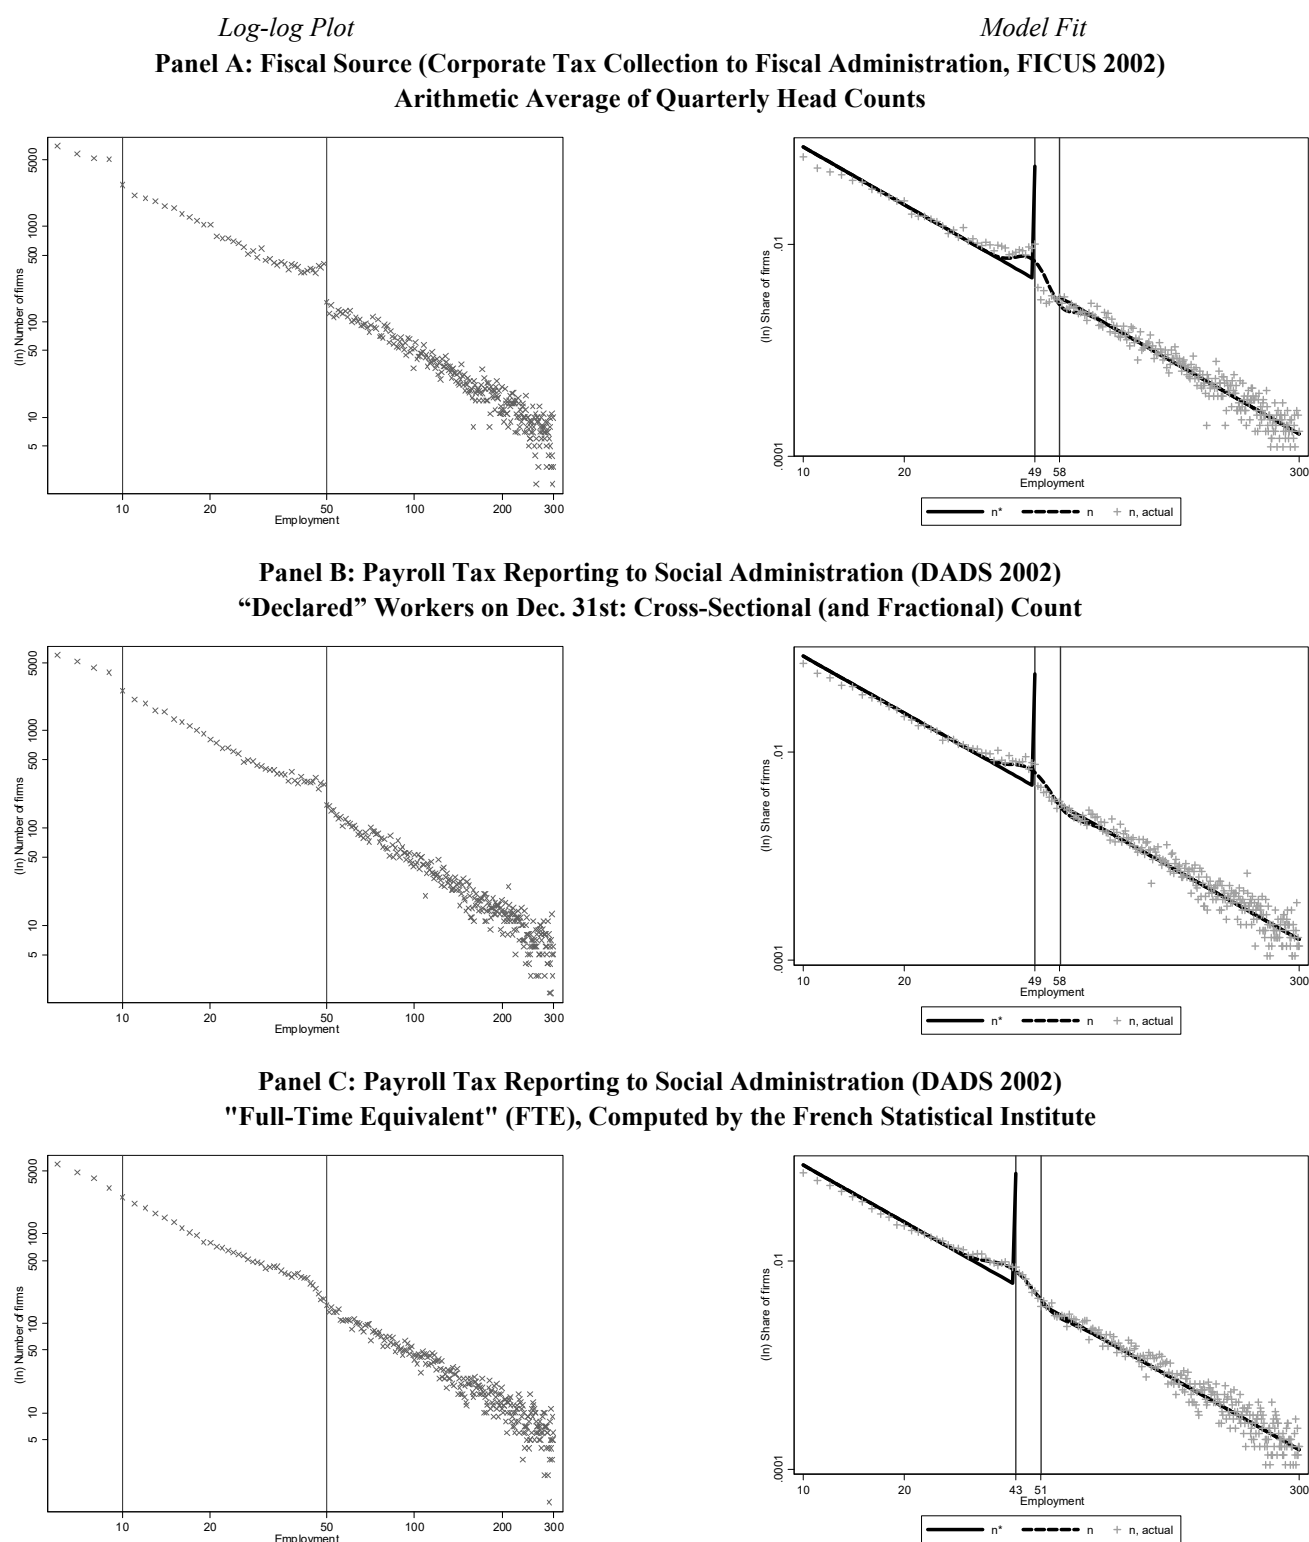 Log-log Plot
Model Fit
Panel A: Fiscal Source (Corporate Tax Collection to Fiscal Administration, FICUS 2002)
Arithmetic Average of Quarterly Head Counts
(ln) Number of firms
5000
1000
500
100
50
10
5
10 20 50 100 200 300
Employment
(ln) Share of firms
.01
.0001
10 20 49 58 300
Employment
n* n n, actual
Panel B: Payroll Tax Reporting to Social Administration (DADS 2002)
“Declared” Workers on Dec. 31st: Cross-Sectional (and Fractional) Count
(ln) Number of firms
5000
1000
500
100
50
10
5
10 20 50 100 200 300
Employment
(ln) Share of firms
.01
.0001
10 20 49 58 300
Employment
n* n n, actual
Panel C: Payroll Tax Reporting to Social Administration (DADS 2002)
"Full-Time Equivalent" (FTE), Computed by the French Statistical Institute
(ln) Number of firms
5000
1000
500
100
50
10
5
10 20 50 100 200 300
Employment
(ln) Share of firms
.01
.0001
10 20 43 51 300
Employment
n* n n, actual